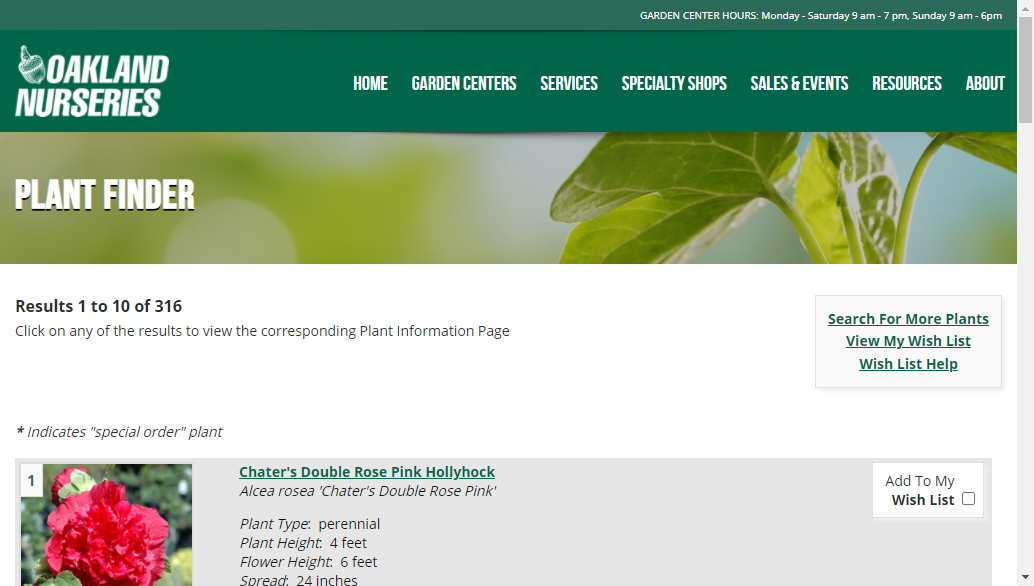 GARDEN CENTER HOURS: Monday - Saturday 9 am - 7 pm, Sunday 9 am - 6pm
OAKLAND
NURSERIES
HOME GARDEN CENTERS SERVICES SPECIALTY SHOPS SALES & EVENTS RESOURCES ABOUT
PLANT FINDER
Results 1 to 10 of 316
Click on any of the results to view the corresponding Plant Information Page
Search For More Plants
View My Wish List
Wish List Help
* Indicates "special order" plant
1
Chater's Double Rose Pink Hollyhock
Alcea rosea 'Chater's Double Rose Pink'
Plant Type: perennial
Plant Height: 4 feet
Flower Height: 6 feet
Spread: 24 inches
Add To My
Wish List